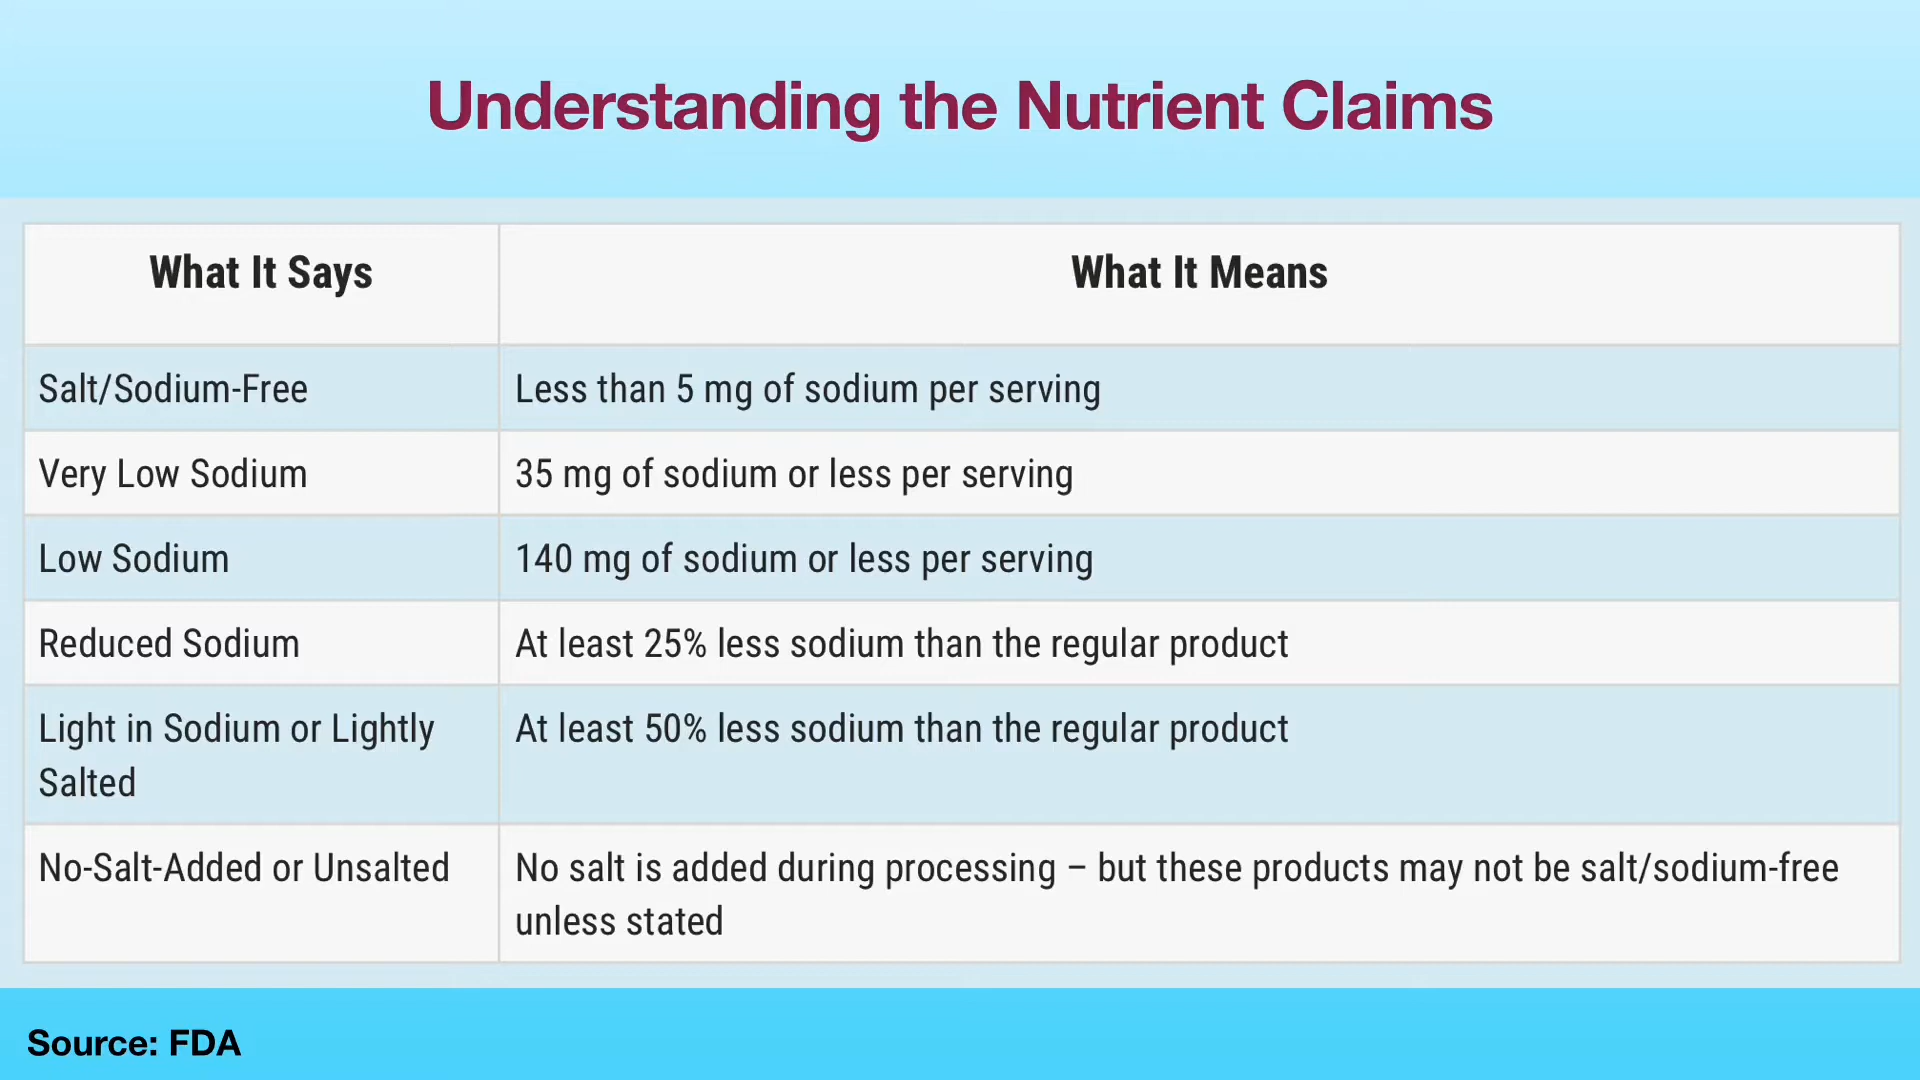 Understanding the Nutrient Claims
What It Says
What It Means
Salt/Sodium-Free
Less than 5 mg of sodium per serving
Very Low Sodium
35 mg of sodium or less per serving
Low Sodium
140 mg of sodium or less per serving
Reduced Sodium
At least 25% less sodium than the regular product
Light in Sodium or Lightly
Salted
At least 50% less sodium than the regular product
No-Salt-Added or Unsalted
No salt is added during processing – but these products may not be salt/sodium-free
unless stated
Source: FDA